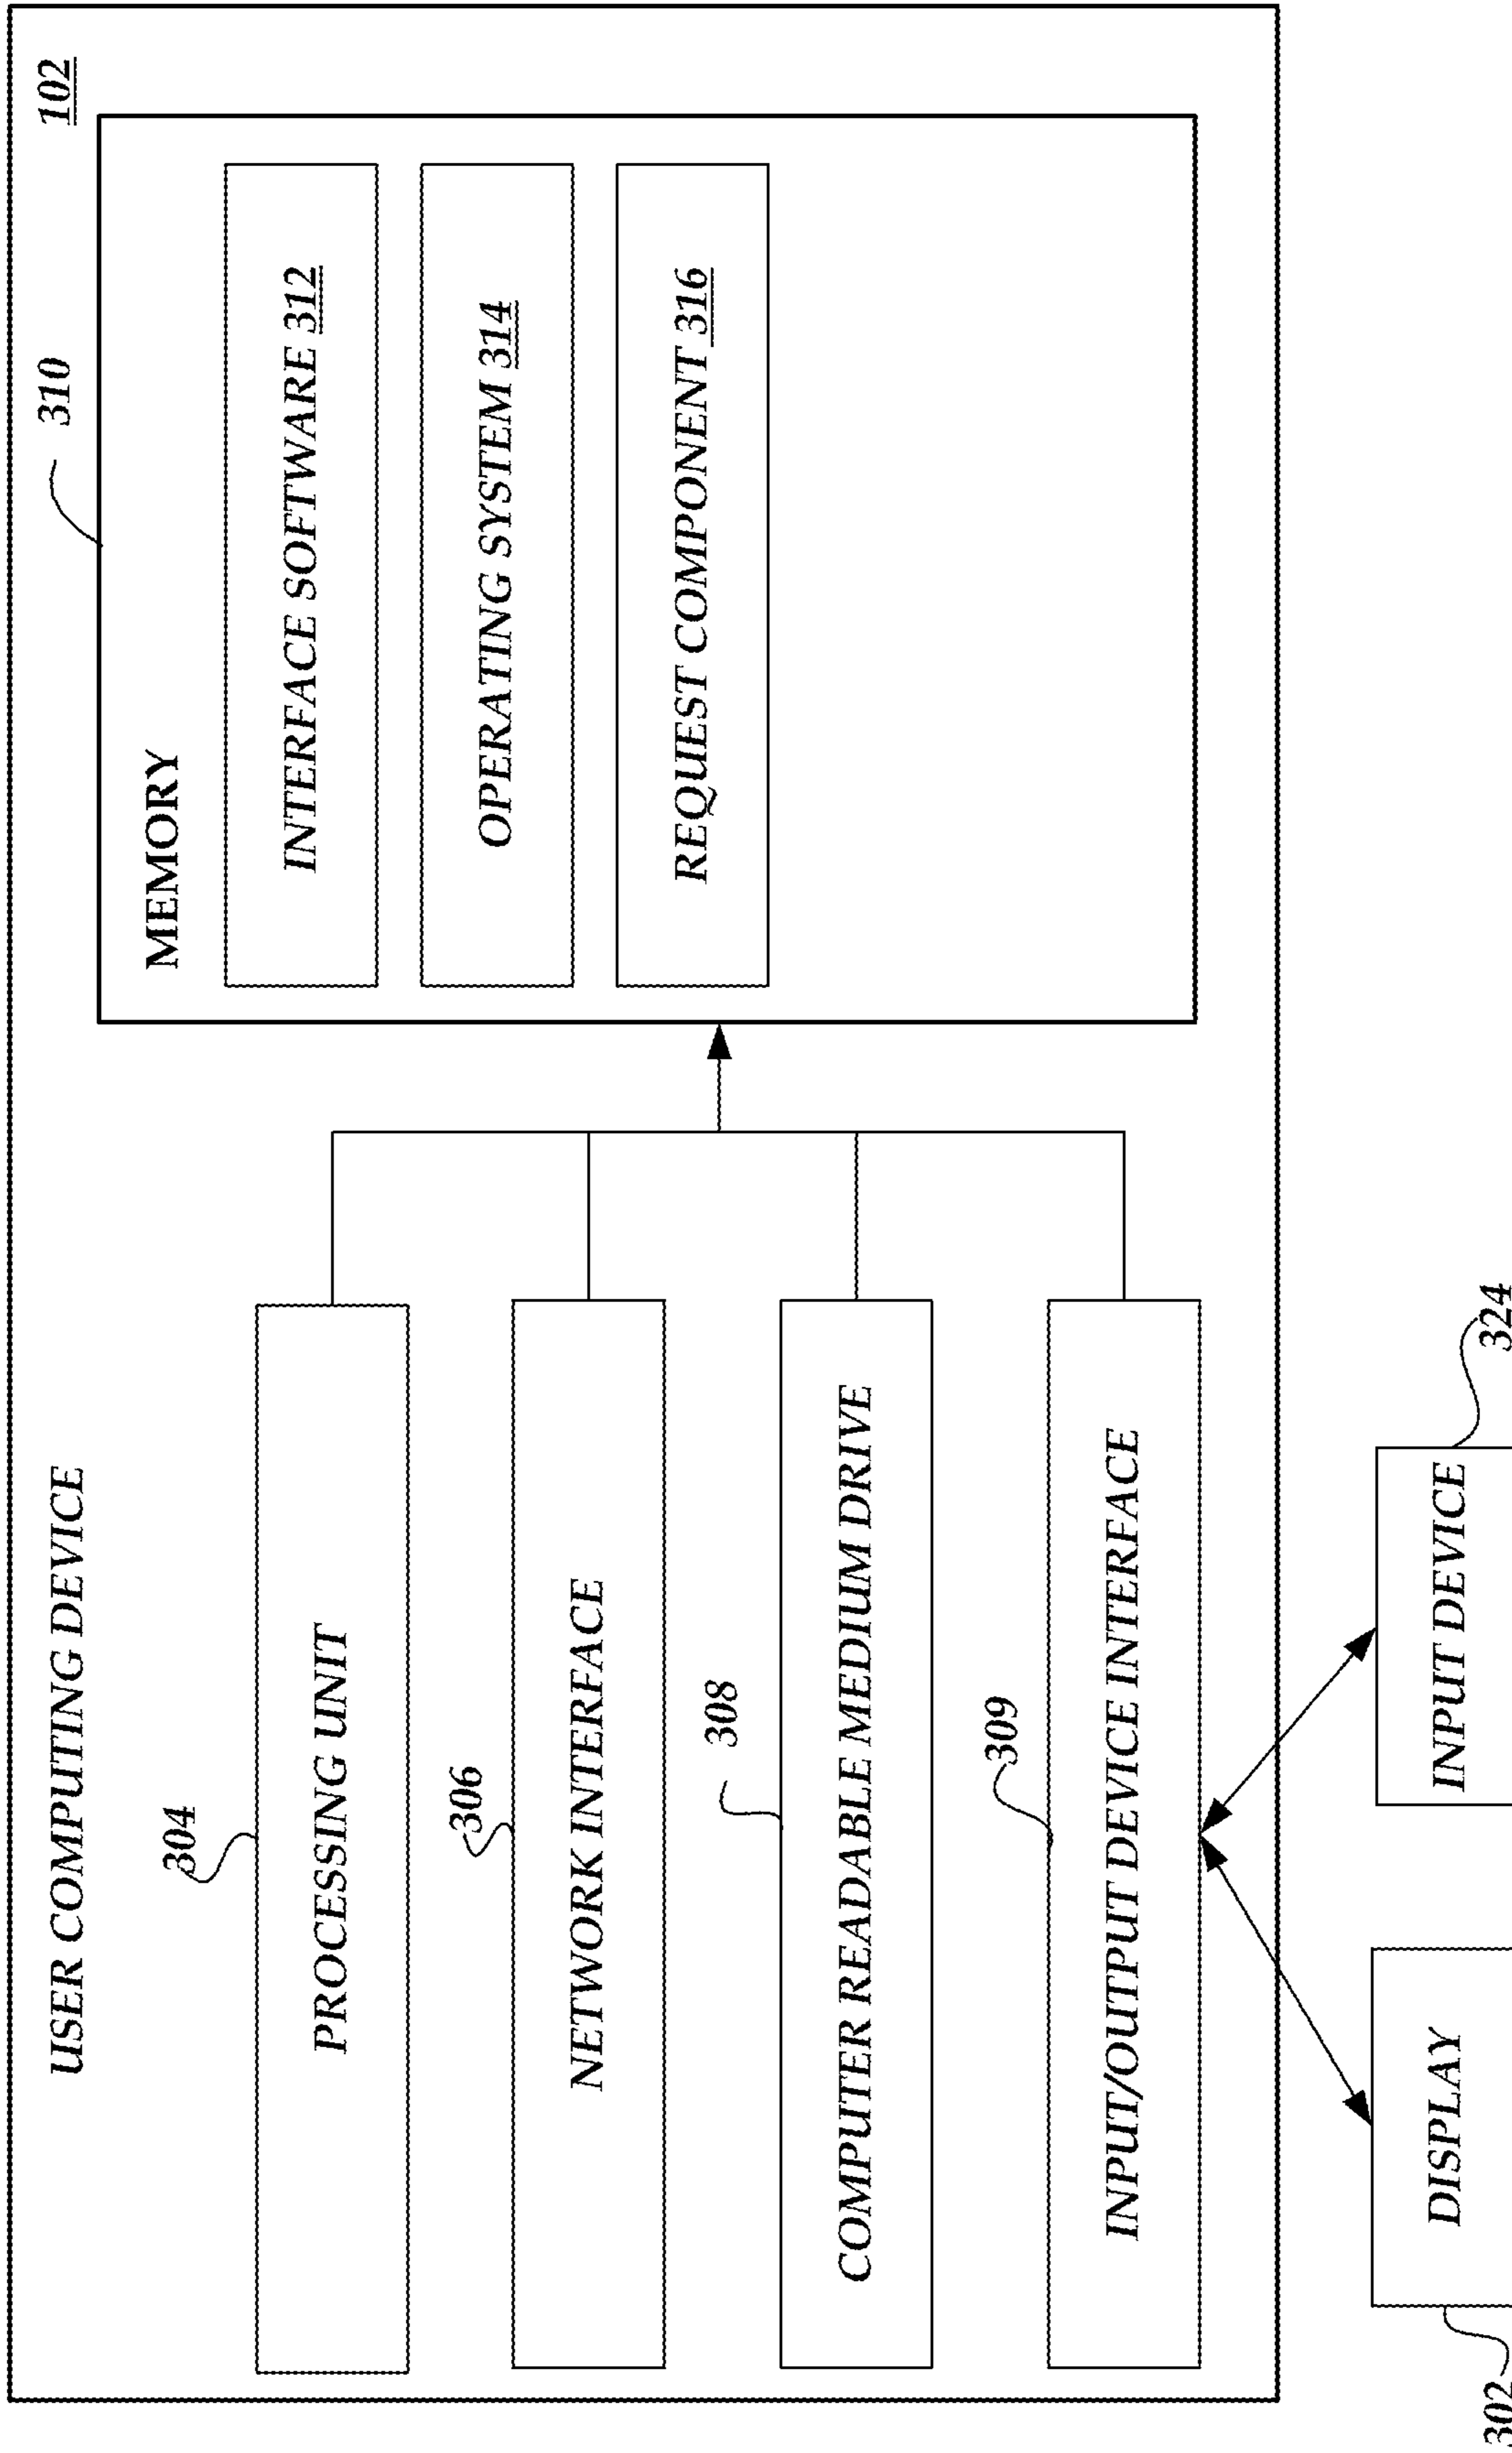 USER COMPUTING DEVICE
102
304
PROCESSING UNIT
306
NETWORK INTERFACE
308
COMPUTER READABLE MEDIUM DRIVE
309
INPUT/OUTPUT DEVICE INTERFACE
310
MEMORY
INTERFACE SOFTWARE 312
OPERATING SYSTEM 314
REQUEST COMPONENT 316
302
DISPLAY
INPUT DEVICE
324